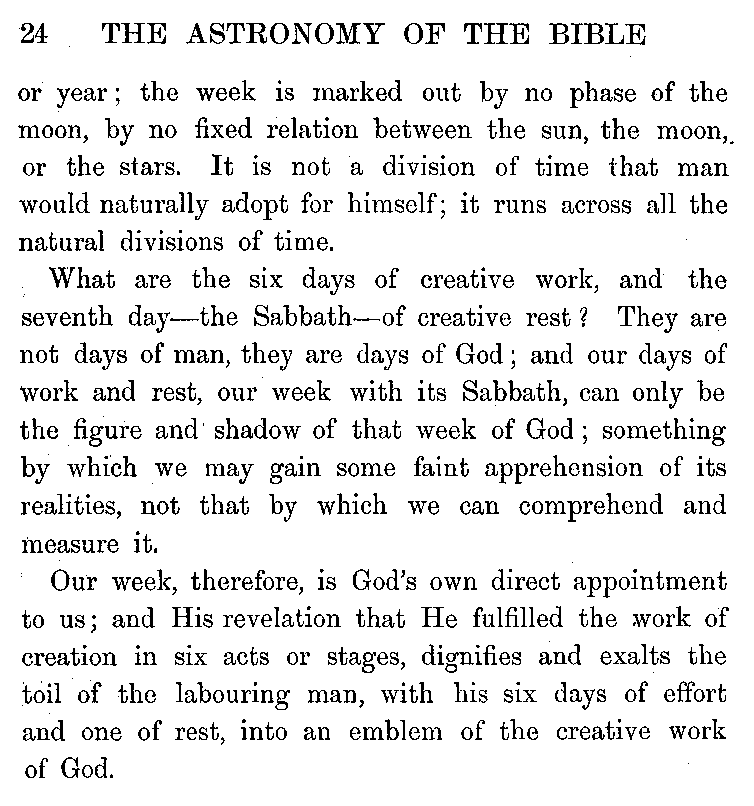 24 THE ASTRONOMY OF THE BIBLE
or year; the week is marked out by no phase of the
moon, by no fixed relation between the sun, the moon,
or the stars. It is not a division of time that man
would naturally adopt for himself; it runs across all the
natural divisions of time.
What are the six days of creative work, and the
seventh day—the Sabbath—of creative rest? They are
not days of man, they are days of God; and our days of
work and rest, our week with its Sabbath, can only be
the figure and shadow of that week of God; something
by which we may gain some faint apprehension of its
realities, not that by which we can comprehend and
measure it.
Our week, therefore, is God's own direct appointment
to us; and His revelation that He fulfilled the work of
creation in six acts or stages, dignifies and exalts the
toil of the labouring man, with his six days of effort
and one of rest, into an emblem of the creative work
of God.